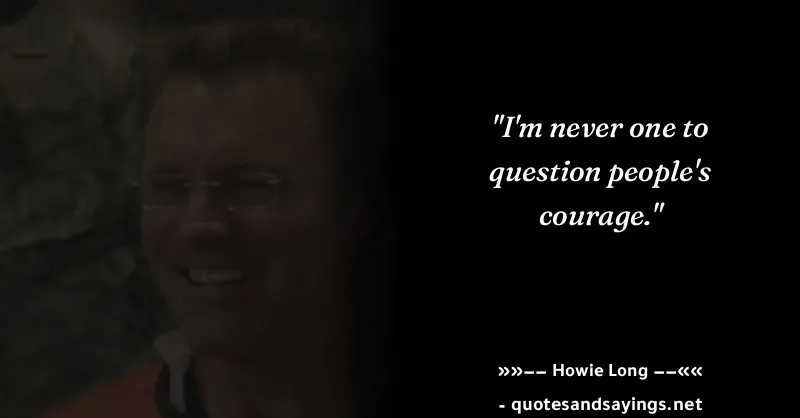 "I'm never one to
question people's
courage."
»»−− Howie Long −−««
- quotesandsayings.net